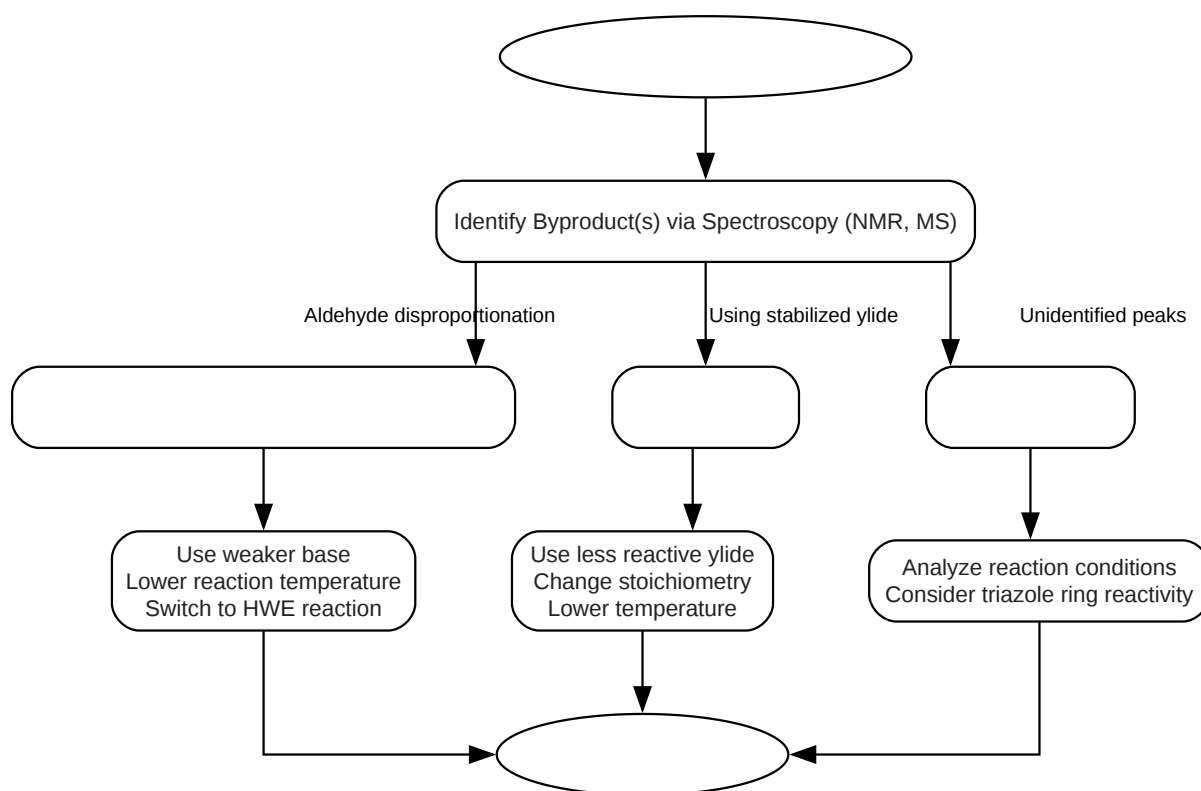 Identify Byproduct(s) via Spectroscopy (NMR, MS)
Aldehyde disproportionation
Using stabilized ylide
Unidentified peaks
Use weaker base
Lower reaction temperature
Switch to HWE reaction
Use less reactive ylide
Change stoichiometry
Lower temperature
Analyze reaction conditions
Consider triazole ring reactivity